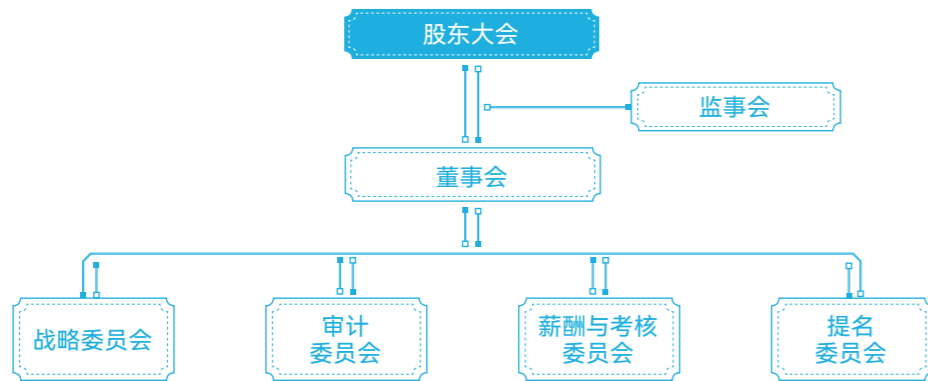 股东大会
监事会
董事会
战略委员会
审计
委员会
薪酬与考核
委员会
提名
委员会